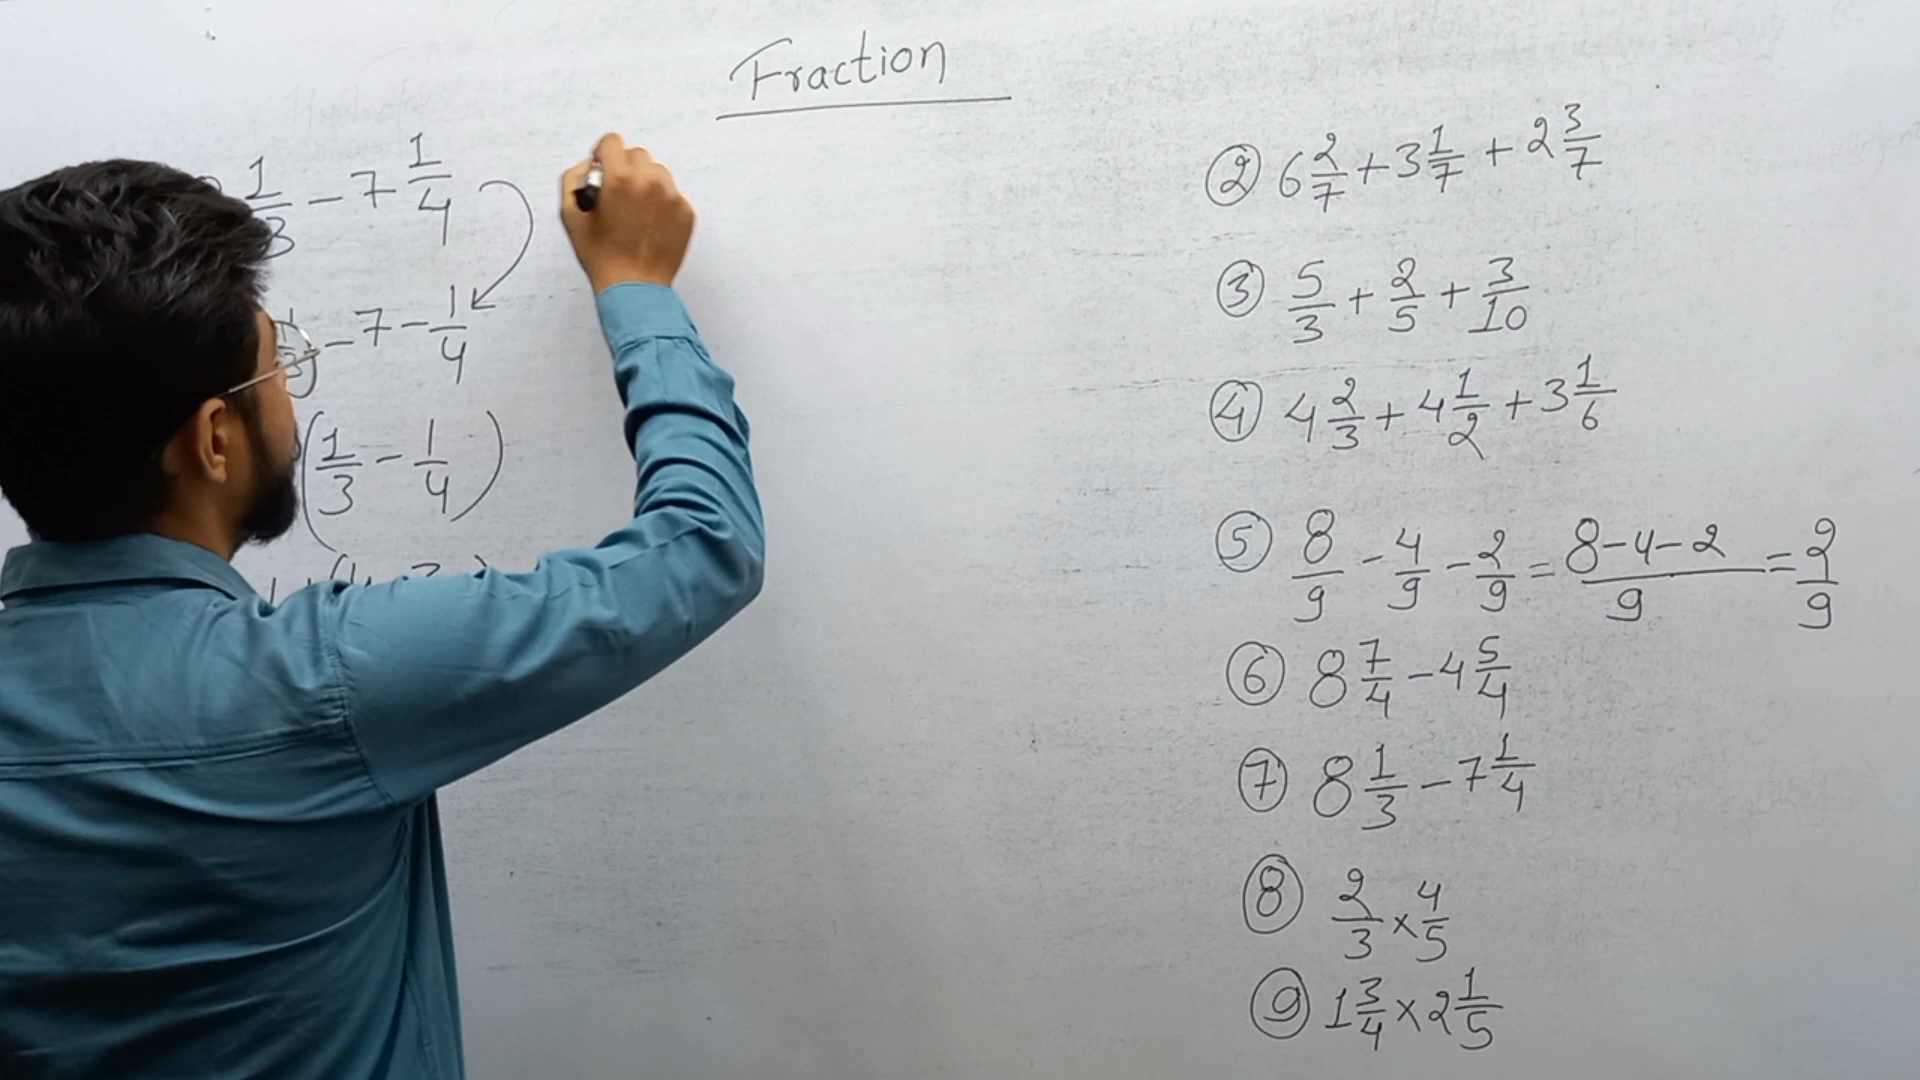 Fraction
1/3 - 7 1/4
- 7 - 1/4
(1/3 - 1/4)
② 6 2/7 + 3 1/7 + 2 3/7
③ 5/3 + 2/5 + 3/10
④ 4 2/3 + 4 1/2 + 3 1/6
⑤ 8/9 - 4/9 - 2/9 = 8-4-2/9 = 2/9
⑥ 8 7/4 - 4 5/4
⑦ 8 1/3 - 7 1/4
⑧ 2/3 × 4/5
⑨ 1 3/4 × 2 1/5